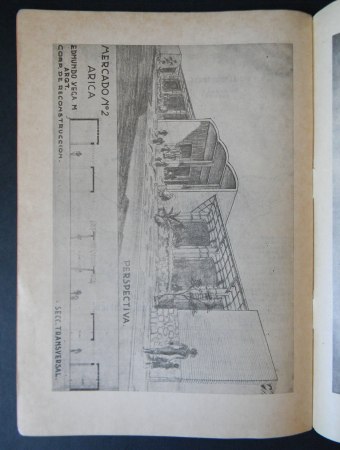 MERCADO Nº2
ARICA
EDMUNDO VEGA M
ARQT.
CORP. DE RECONSTRUCCION.
PERSPECTIVA
SECC TRANSVERSAL